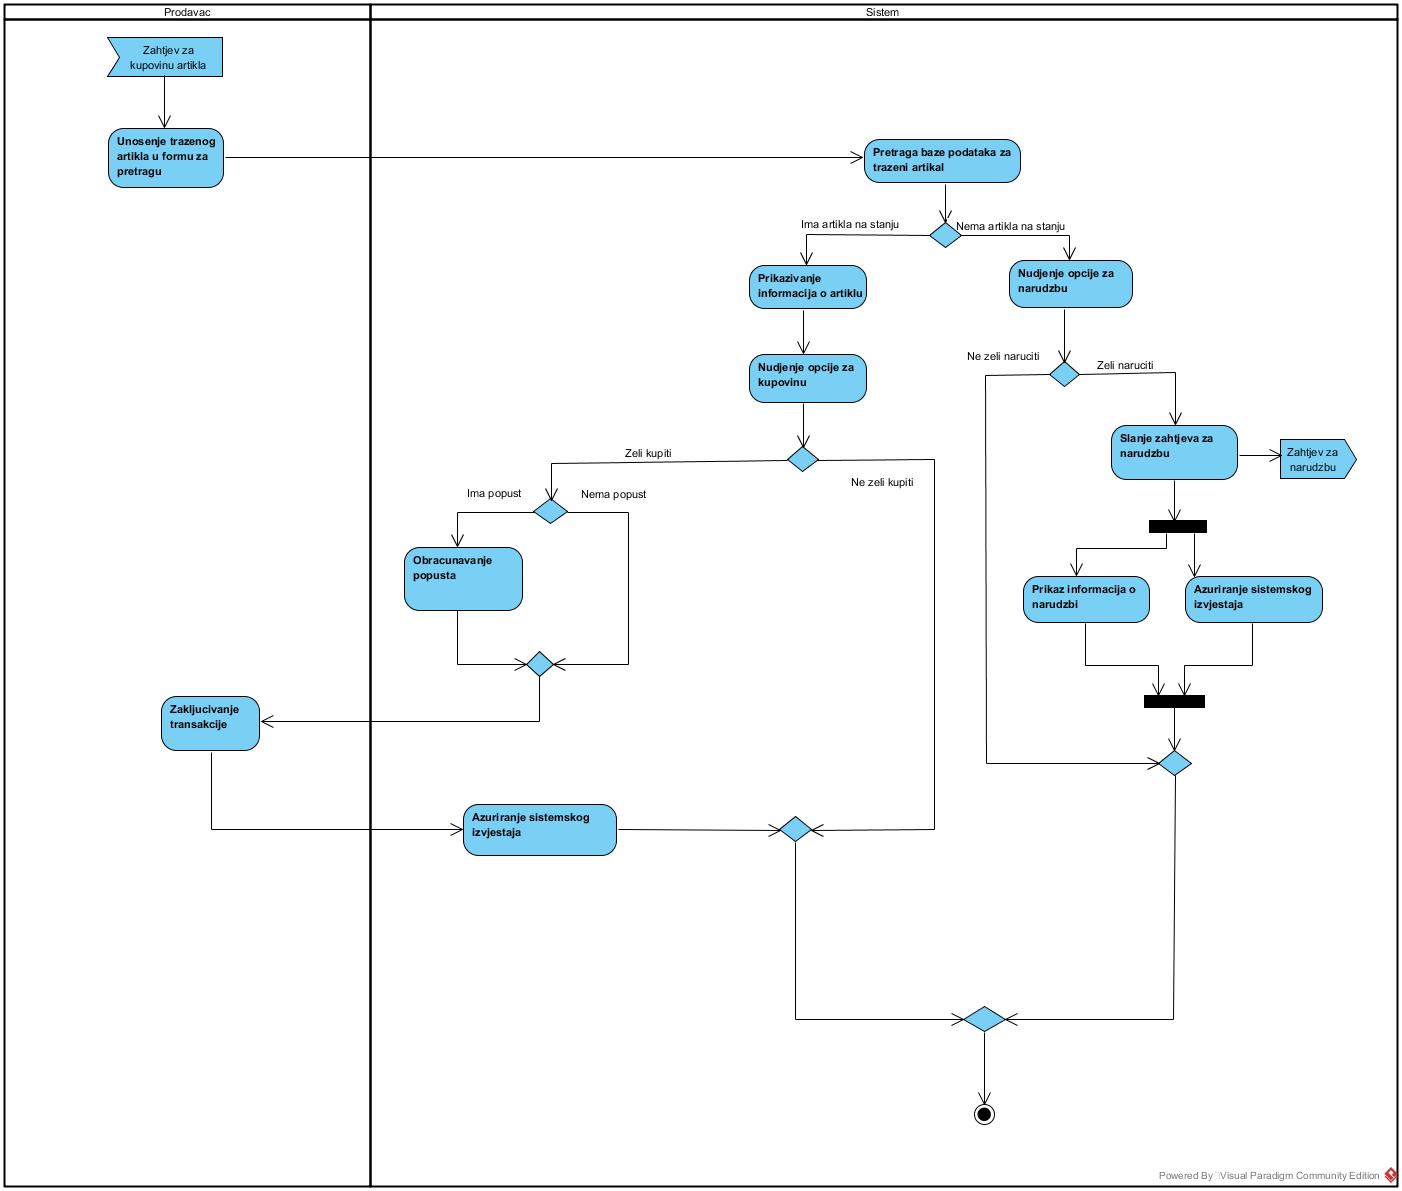 Prodavac
Sistem
Zahtjev za
kupovinu artikla
Unosenje trazenog
artikla u formu za
pretragu
Pretraga baze podataka za
trazeni artikal
Ima artikla na stanju
Nema artikla na stanju
Prikazivanje
informacija o artiklu
Nudjenje opcije za
narudzbu
Nudjenje opcije za
kupovinu
Ne zeli naruciti
Zeli naruciti
Slanje zahtjeva za
narudzbu
Zahtjev za
narudzbu
Zeli kupiti
Ne zeli kupiti
Ima popust
Nema popust
Obracunavanje
popusta
Prikaz informacija o
narudzbi
Azuriranje sistemskog
izvjestaja
Zakljucivanje
transakcije
Azuriranje sistemskog
izvjestaja
Powered By Visual Paradigm Community Edition